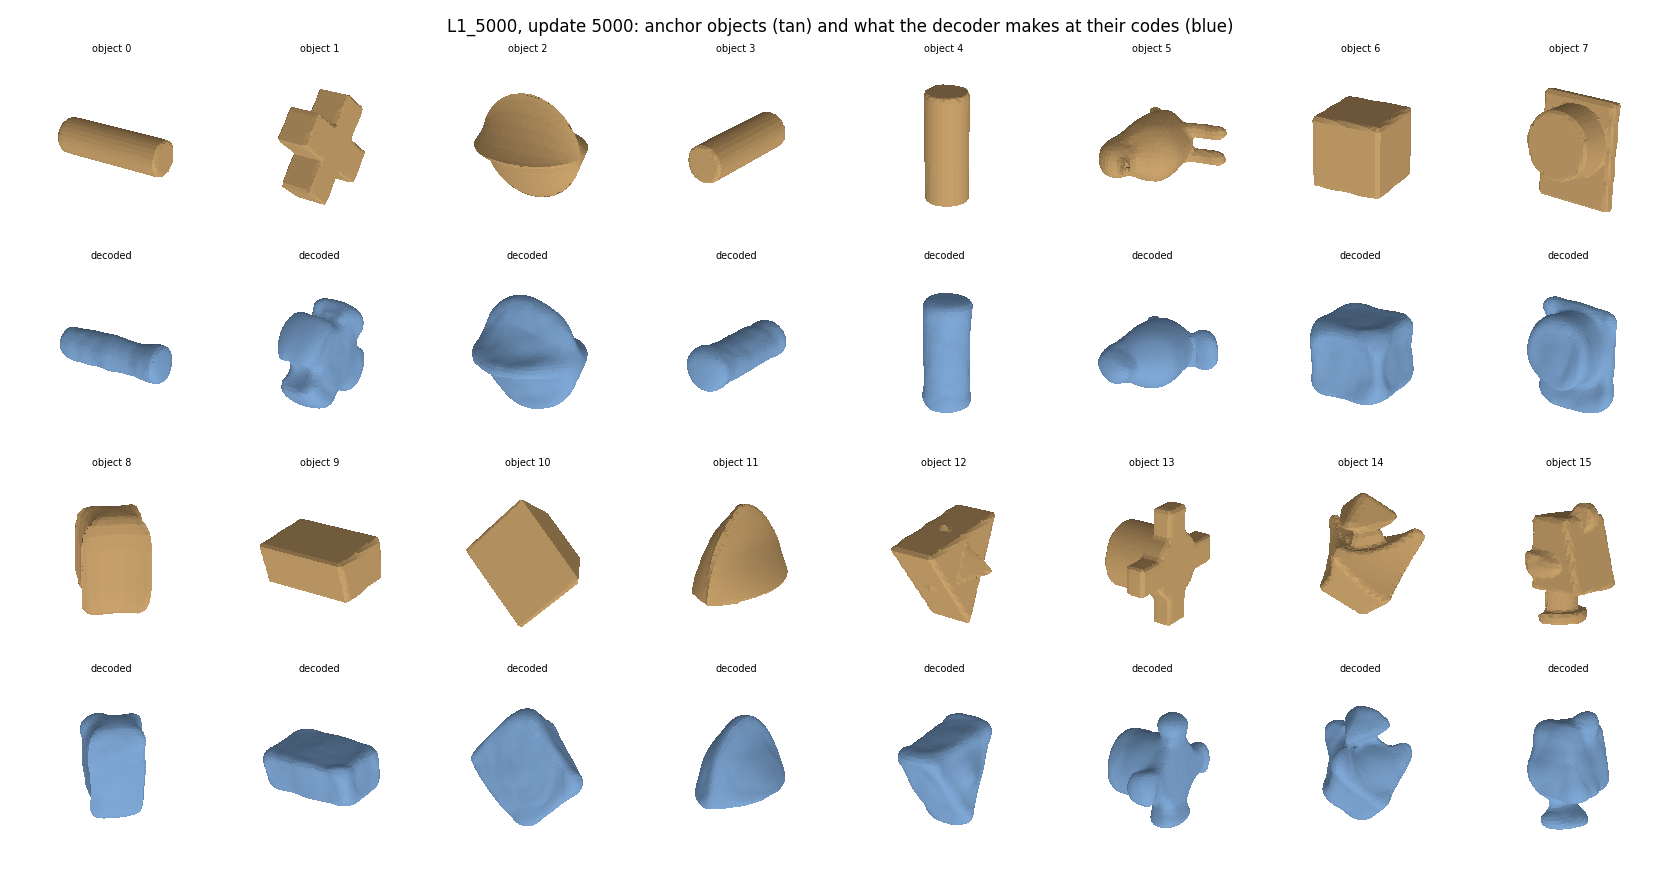 L1_5000, update 5000: anchor objects (tan) and what the decoder makes at their codes (blue)
object 0 object 1 object 2 object 3 object 4 object 5 object 6 object 7
decoded decoded decoded decoded decoded decoded decoded decoded
object 8 object 9 object 10 object 11 object 12 object 13 object 14 object 15
decoded decoded decoded decoded decoded decoded decoded decoded